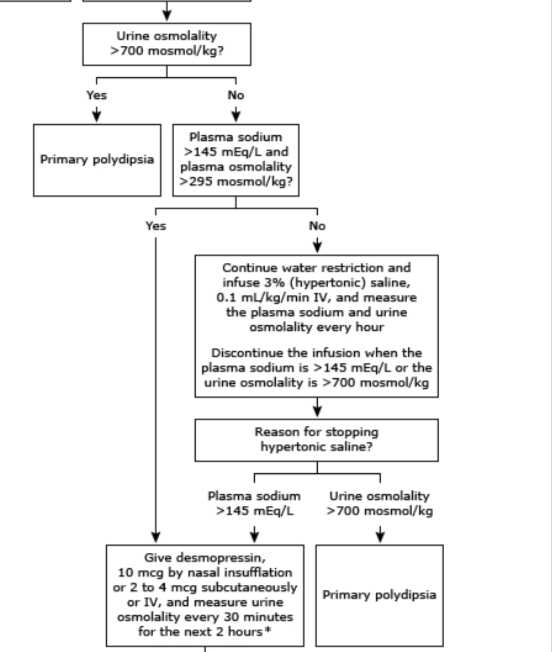 Urine osmolality
>700 mosmol/kg?
Yes
No
Primary polydipsia
Plasma sodium
>145 mEq/L and
plasma osmolality
>295 mosmol/kg?
Yes
No
Continue water restriction and
infuse 3% (hypertonic) saline,
0.1 mL/kg/min IV, and measure
the plasma sodium and urine
osmolality every hour
Discontinue the infusion when the
plasma sodium is >145 mEq/L or the
urine osmolality is >700 mosmol/kg
Reason for stopping
hypertonic saline?
Plasma sodium
>145 mEq/L
Urine osmolality
>700 mosmol/kg
Give desmopressin,
10 mcg by nasal insufflation
or 2 to 4 mcg subcutaneously
or IV, and measure urine
osmolality every 30 minutes
for the next 2 hours*
Primary polydipsia